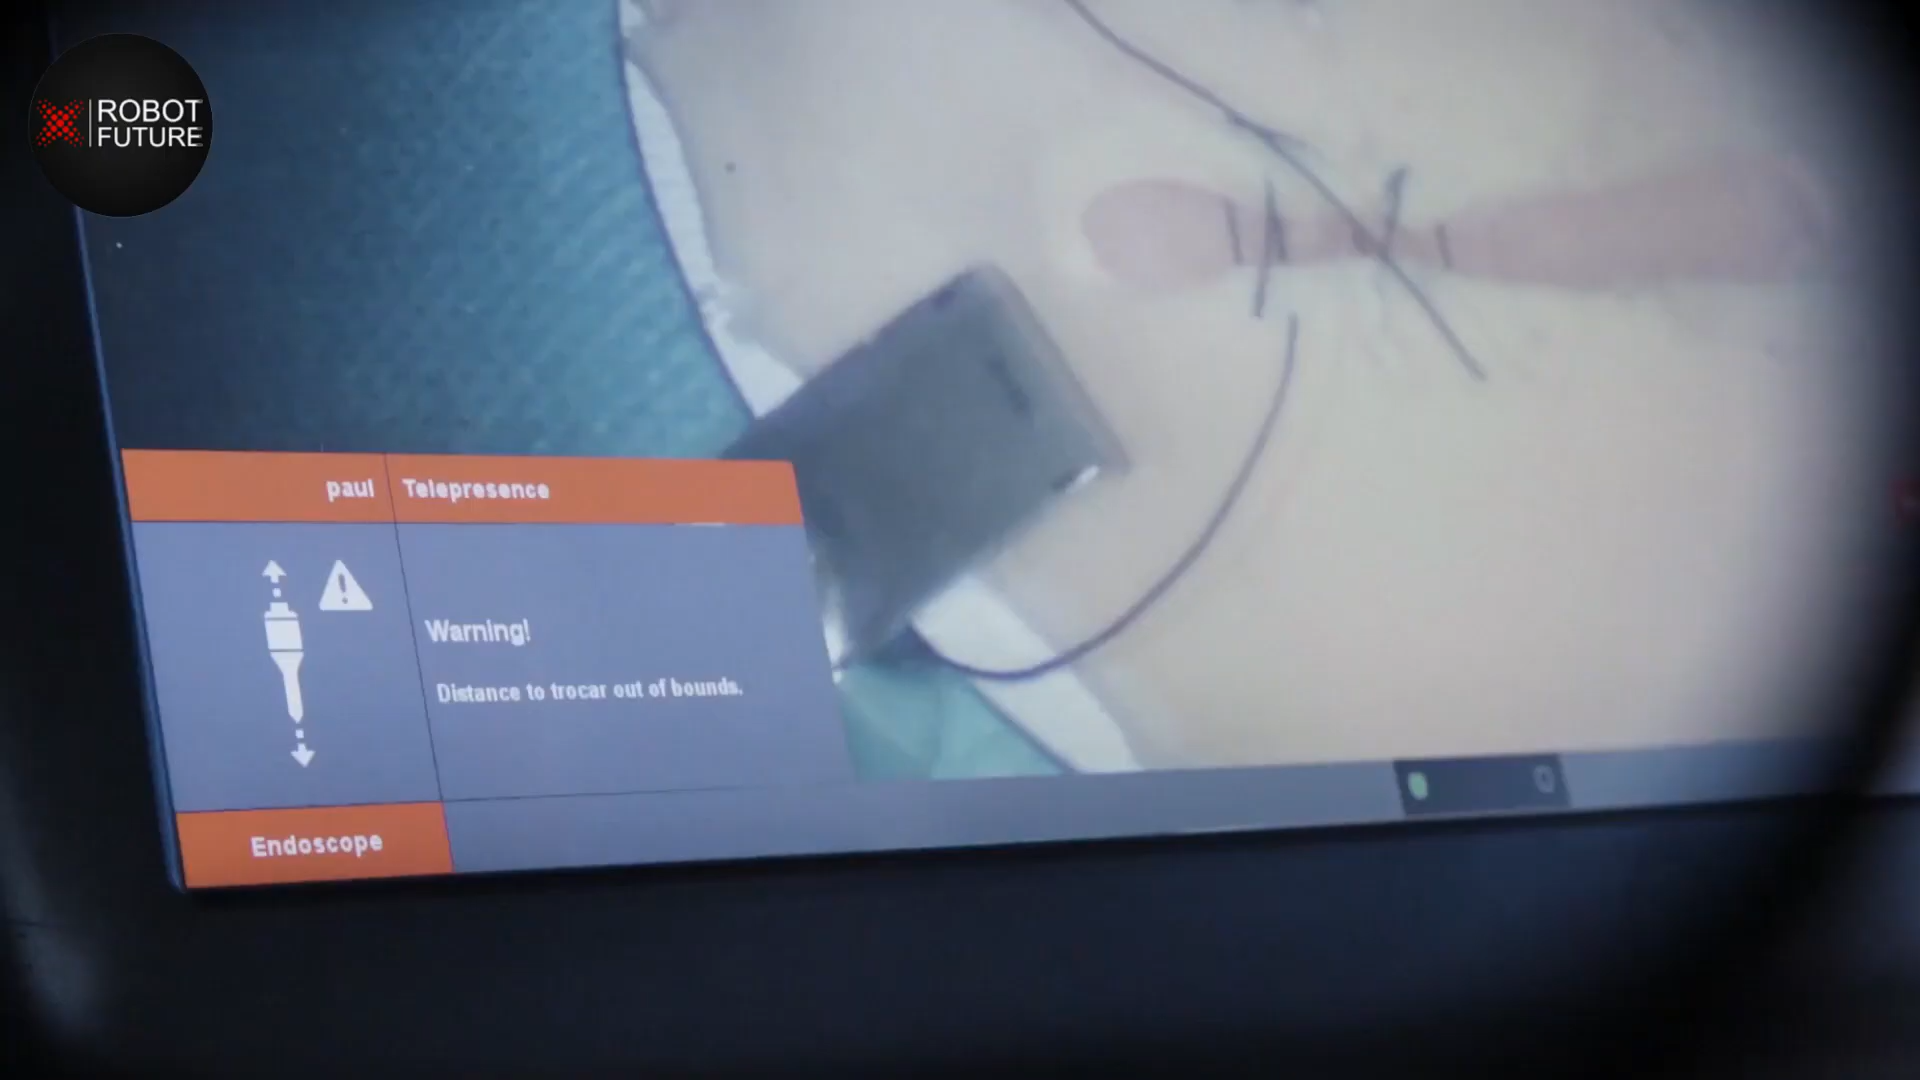 ROBOT
FUTURE
paul
Telepresence
Warning!
Distance to trocar out of bounds.
Endoscope